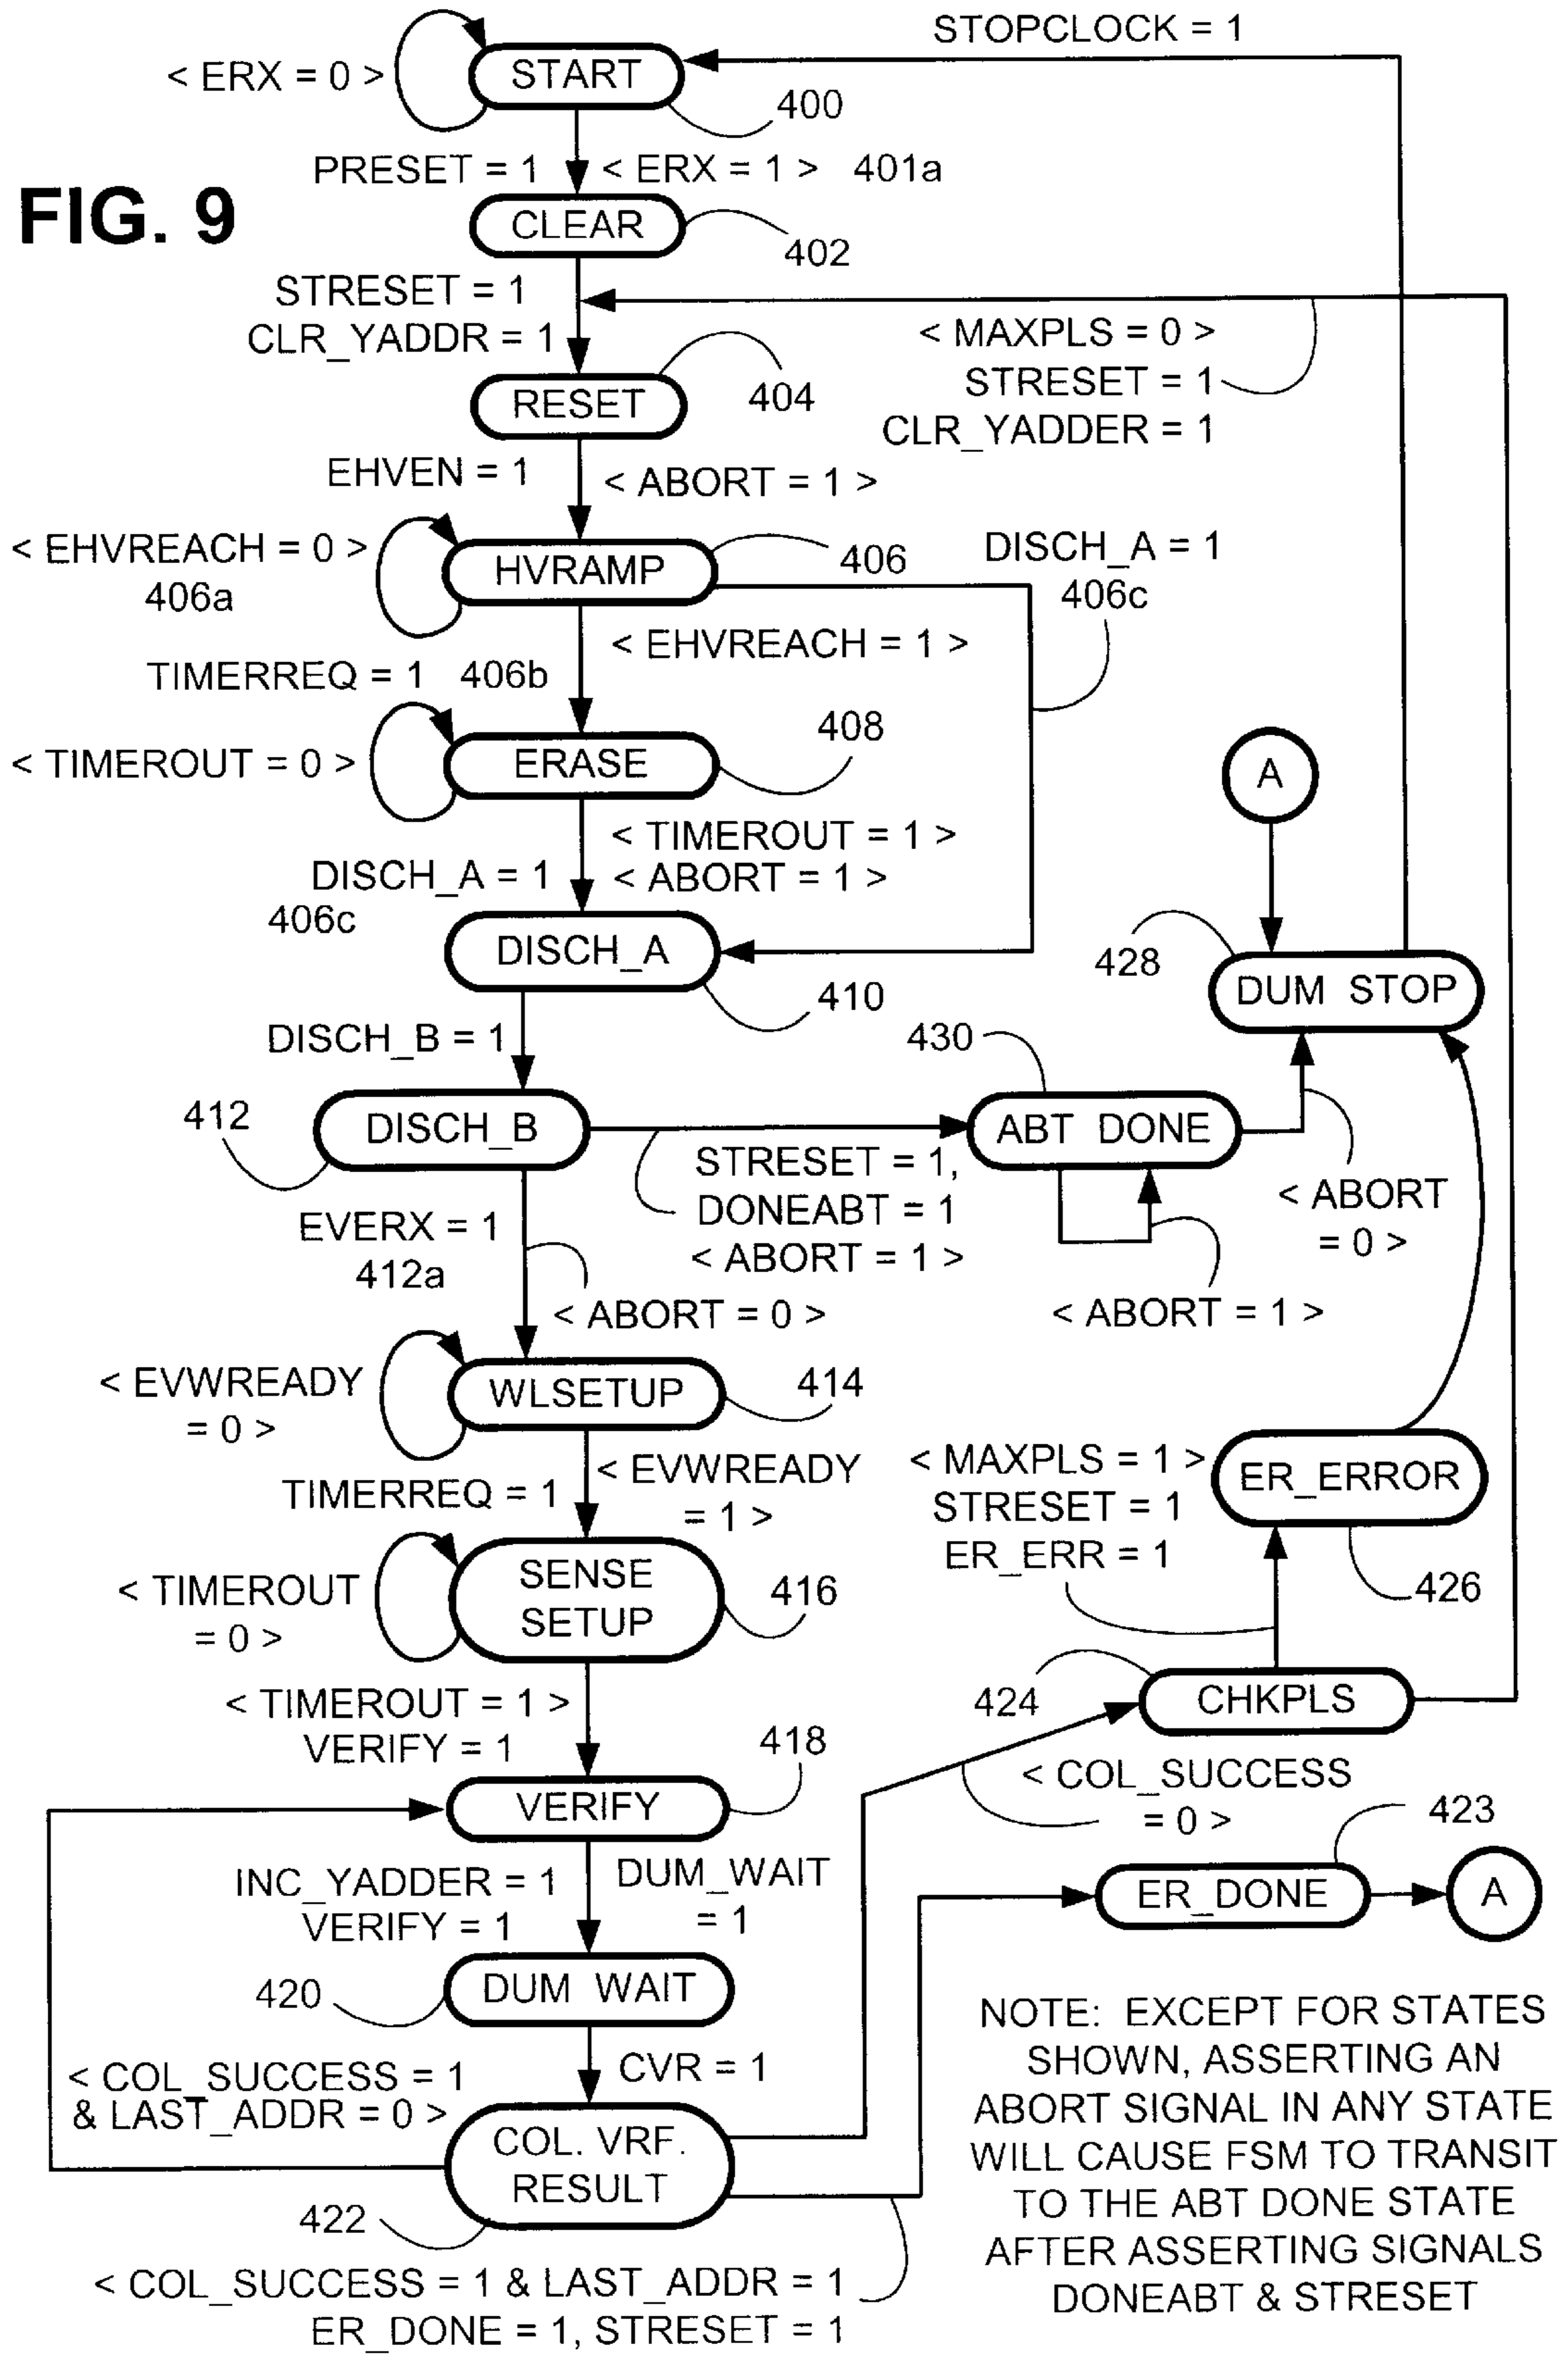 STOPCLOCK = 1
< ERX = 0 >
START
400
PRESET = 1
< ERX = 1 > 401a
FIG. 9
CLEAR
402
STRESET = 1
CLR_YADDR = 1
< MAXPLS = 0 >
STRESET = 1
CLR_YADDER = 1
RESET
404
EHVEN = 1
< ABORT = 1 >
< EHVREACH = 0 >
406a
HVRAMP
406
DISCH_A = 1
406c
< EHVREACH = 1 >
TIMERREQ = 1 406b
< TIMEROUT = 0 >
ERASE
408
< TIMEROUT = 1 >
DISCH_A = 1
< ABORT = 1 >
406c
DISCH_A
410
A
428
DUM STOP
DISCH_B = 1
430
412
DISCH_B
ABT DONE
STRESET = 1,
DONEABT = 1
< ABORT = 1 >
< ABORT
= 0 >
EVERX = 1
412a
< ABORT = 0 >
< ABORT = 1 >
< EVWREADY
= 0 >
WLSETUP
414
TIMERREQ = 1
< EVWREADY
= 1 >
< MAXPLS = 1 >
STRESET = 1
ER_ERR = 1
ER_ERROR
426
< TIMEROUT
= 0 >
SENSE
SETUP
416
424
CHKPLS
< TIMEROUT = 1 >
VERIFY = 1
418
< COL_SUCCESS
= 0 >
VERIFY
423
INC_YADDER = 1
VERIFY = 1
DUM_WAIT
= 1
ER_DONE
A
420
DUM WAIT
CVR = 1
< COL_SUCCESS = 1
& LAST_ADDR = 0 >
COL. VRF.
RESULT
422
< COL_SUCCESS = 1 & LAST_ADDR = 1
ER_DONE = 1, STRESET = 1
NOTE: EXCEPT FOR STATES
SHOWN, ASSERTING AN
ABORT SIGNAL IN ANY STATE
WILL CAUSE FSM TO TRANSIT
TO THE ABT DONE STATE
AFTER ASSERTING SIGNALS
DONEABT & STRESET